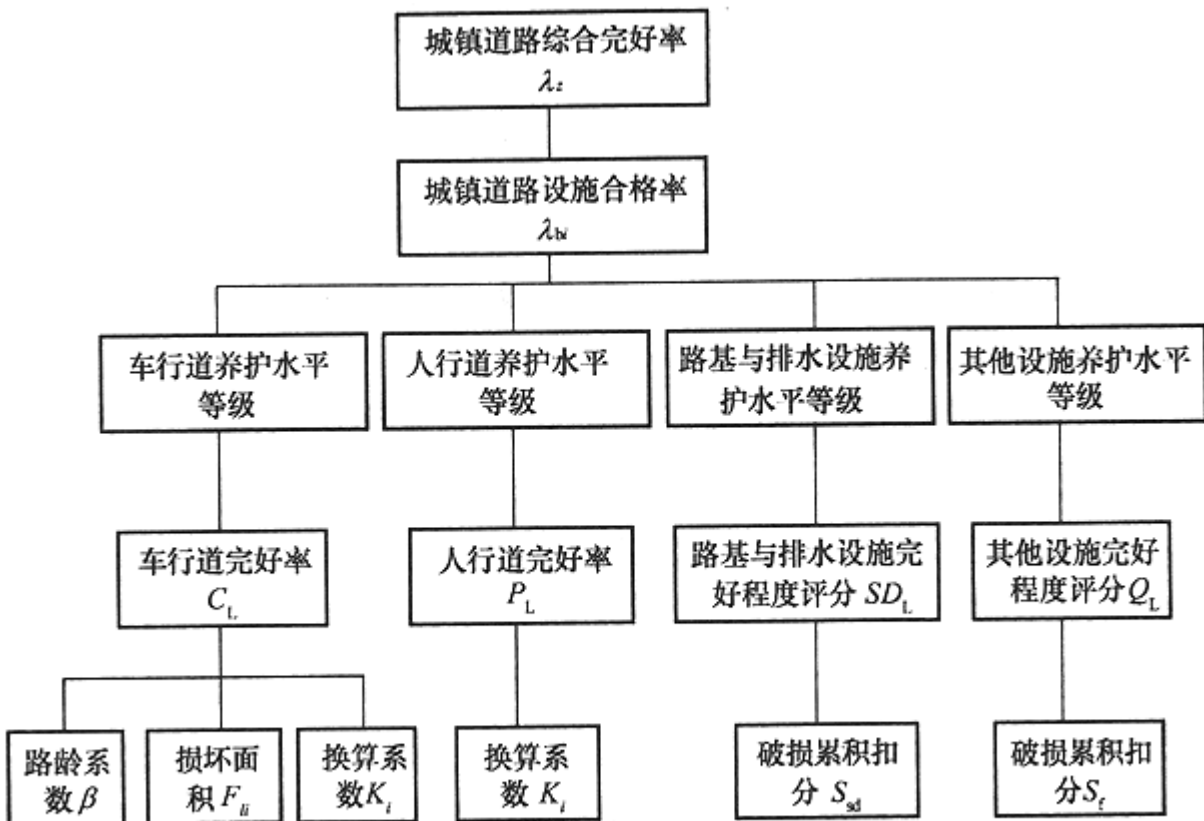 城镇道路综合完好率
λz
城镇道路设施合格率
λbi
车行道养护水平
等级
人行道养护水平
等级
路基与排水设施养
护水平等级
其他设施养护水平
等级
车行道完好率
CL
人行道完好率
PL
路基与排水设施完
好程度评分 SDL
其他设施完好
程度评分QL
路龄系
数 β
损坏面
积 Fli
换算系
数Ki
换算系
数 Ki
破损累积扣
分 Ssd
破损累积扣
分Sf